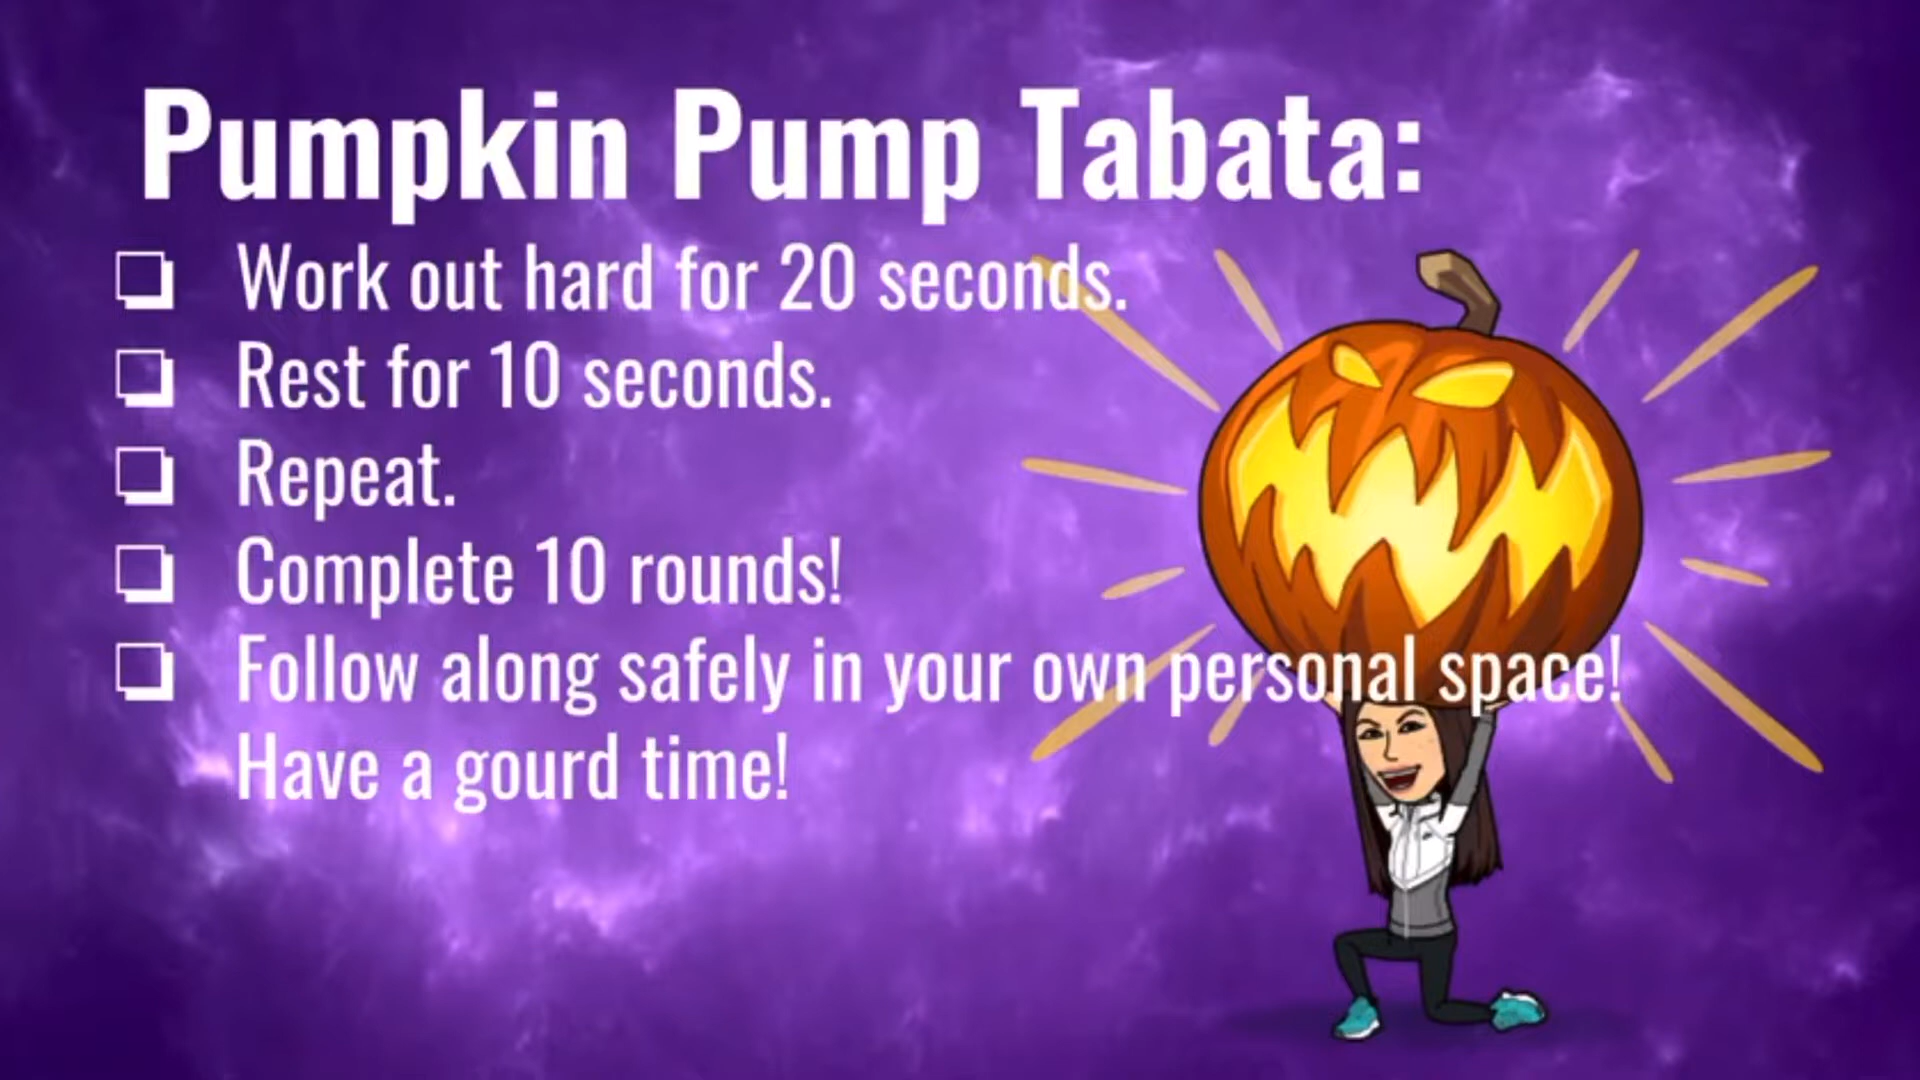 Pumpkin Pump Tabata:
Work out hard for 20 seconds.
Rest for 10 seconds.
Repeat.
Complete 10 rounds!
Follow along safely in your own personal space!
Have a gourd time!